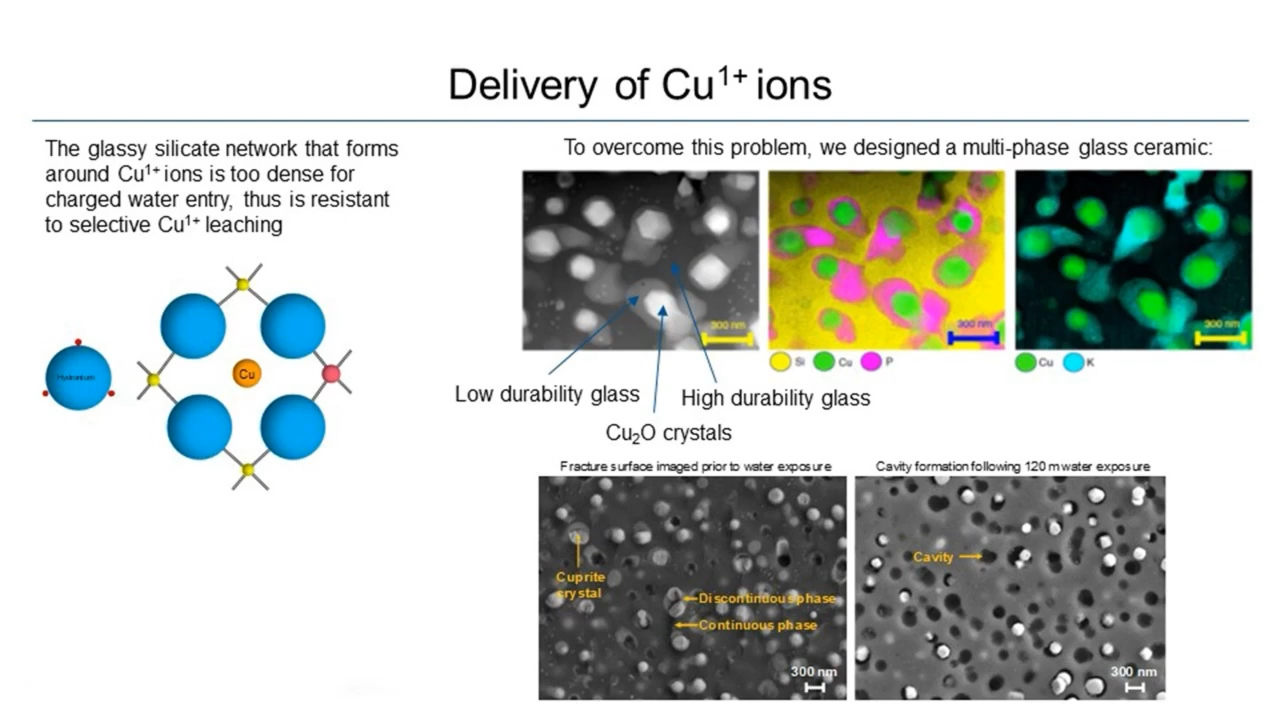 Delivery of Cu¹⁺ ions
The glassy silicate network that forms
around Cu¹⁺ ions is too dense for
charged water entry, thus is resistant
to selective Cu¹⁺ leaching
Hydronium
Cu
To overcome this problem, we designed a multi-phase glass ceramic:
300 nm
300 nm
300 nm
Si Cu P
Cu K
Low durability glass
High durability glass
Cu₂O crystals
Fracture surface imaged prior to water exposure
Cuprite
crystal
Discontinous phase
Continuous phase
300 nm
Cavity formation following 120 m water exposure
Cavity
300 nm